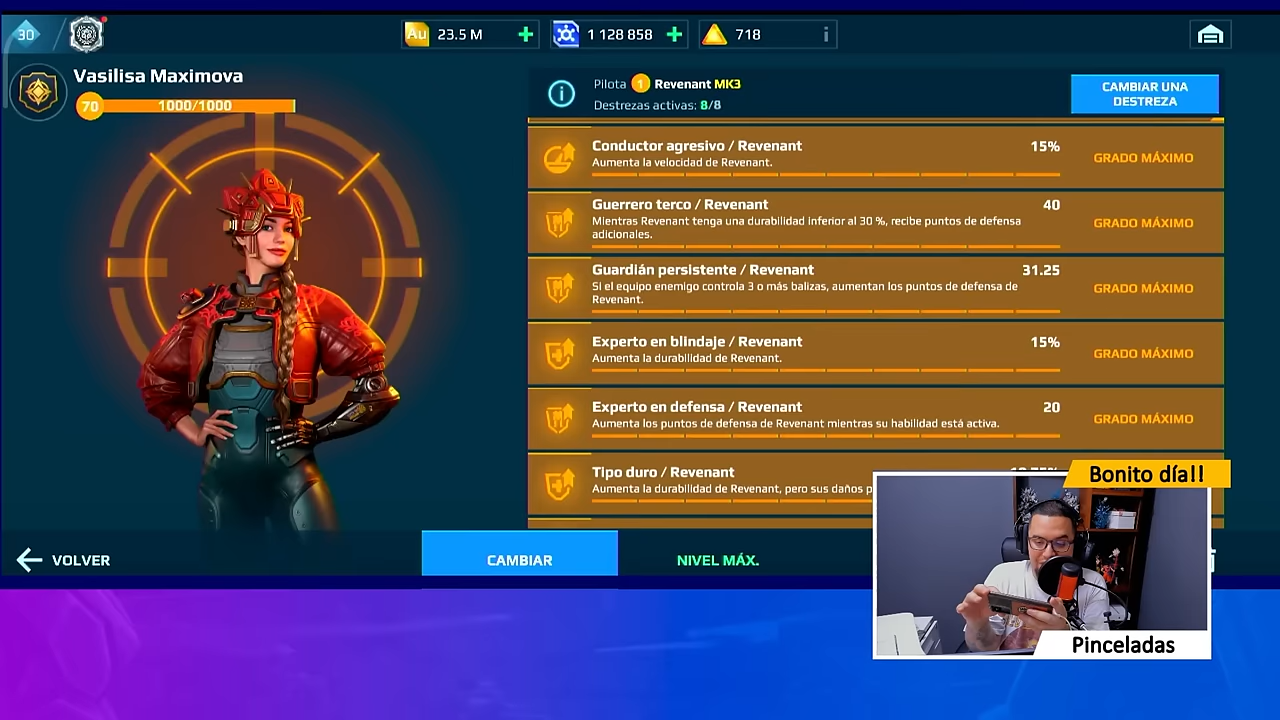 30
Au 23.5 M
1 128 858
718
Vasilisa Maximova
70 1000/1000
Pilota 1 Revenant MK3
Destrezas activas: 8/8
CAMBIAR UNA
DESTREZA
Conductor agresivo / Revenant 15%
Aumenta la velocidad de Revenant.
GRADO MÁXIMO
Guerrero terco / Revenant 40
Mientras Revenant tenga una durabilidad inferior al 30 %, recibe puntos de defensa
adicionales.
GRADO MÁXIMO
Guardián persistente / Revenant 31.25
Si el equipo enemigo controla 3 o más balizas, aumentan los puntos de defensa de
Revenant.
GRADO MÁXIMO
Experto en blindaje / Revenant 15%
Aumenta la durabilidad de Revenant.
GRADO MÁXIMO
Experto en defensa / Revenant 20
Aumenta los puntos de defensa de Revenant mientras su habilidad está activa.
GRADO MÁXIMO
Tipo duro / Revenant
Aumenta la durabilidad de Revenant, pero sus daños p
Bonito día!!
VOLVER
CAMBIAR
NIVEL MÁX.
Pinceladas